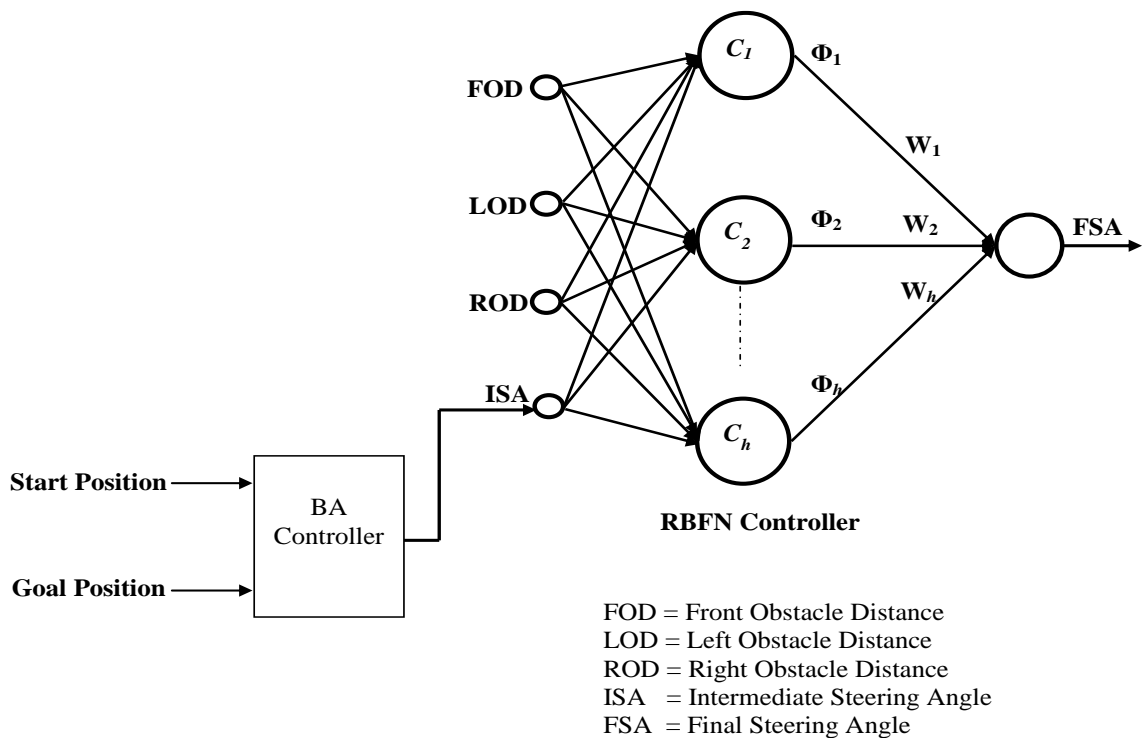 C1
Φ1
FOD
W1
LOD
C2
Φ2
W2
FSA
ROD
Wh
Φh
ISA
Ch
Start Position
BA
Controller
RBFN Controller
Goal Position
FOD = Front Obstacle Distance
LOD = Left Obstacle Distance
ROD = Right Obstacle Distance
ISA = Intermediate Steering Angle
FSA = Final Steering Angle